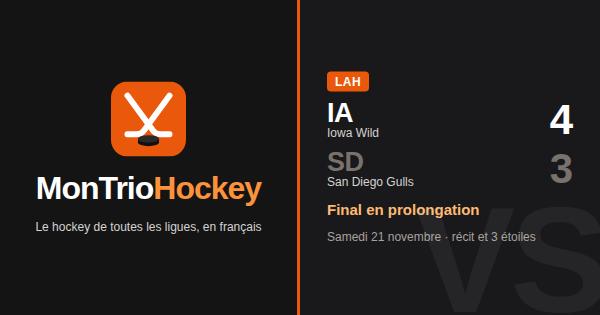 MonTrioHockey
Le hockey de toutes les ligues, en français
LAH
IA 4
Iowa Wild
SD 3
San Diego Gulls
Final en prolongation
Samedi 21 novembre · récit et 3 étoiles
VS